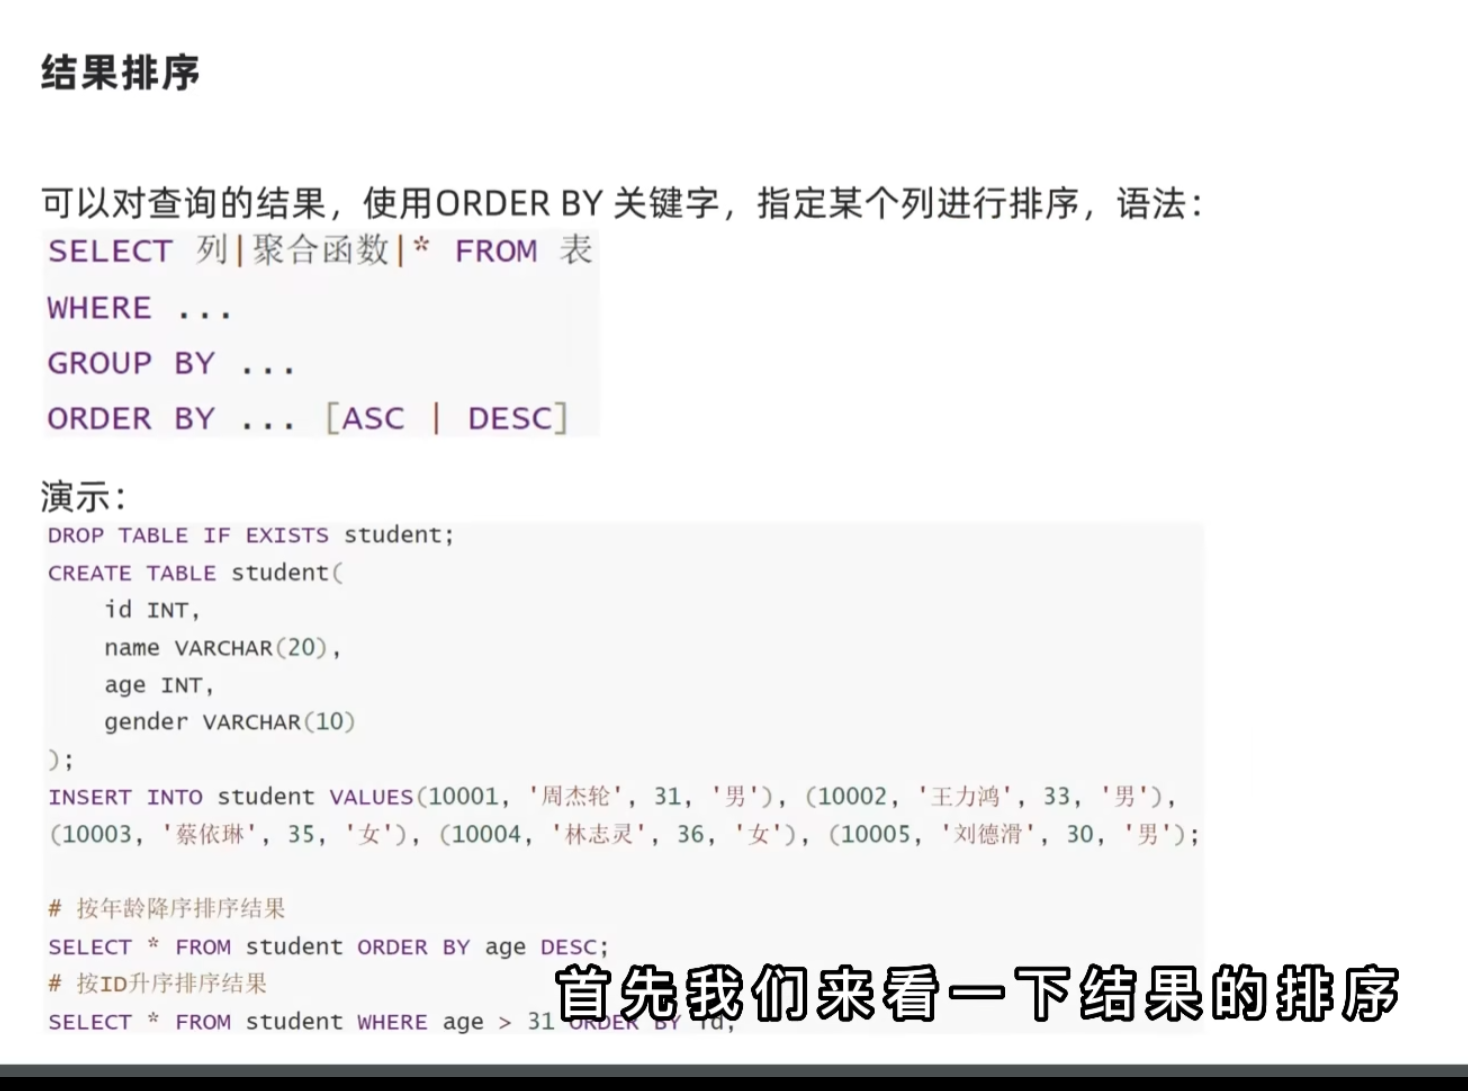 结果排序
可以对查询的结果，使用ORDER BY 关键字，指定某个列进行排序，语法：
SELECT 列|聚合函数|* FROM 表
WHERE ...
GROUP BY ...
ORDER BY ... [ASC | DESC]
演示：
DROP TABLE IF EXISTS student;
CREATE TABLE student(
    id INT,
    name VARCHAR(20),
    age INT,
    gender VARCHAR(10)
);
INSERT INTO student VALUES(10001, '周杰轮', 31, '男'), (10002, '王力鸿', 33, '男'),
(10003, '蔡依琳', 35, '女'), (10004, '林志灵', 36, '女'), (10005, '刘德滑', 30, '男');
# 按年龄降序排序结果
SELECT * FROM student ORDER BY age DESC;
# 按ID升序排序结果
SELECT * FROM student WHERE age > 31 ORDER BY id;
首先我们来看一下结果的排序